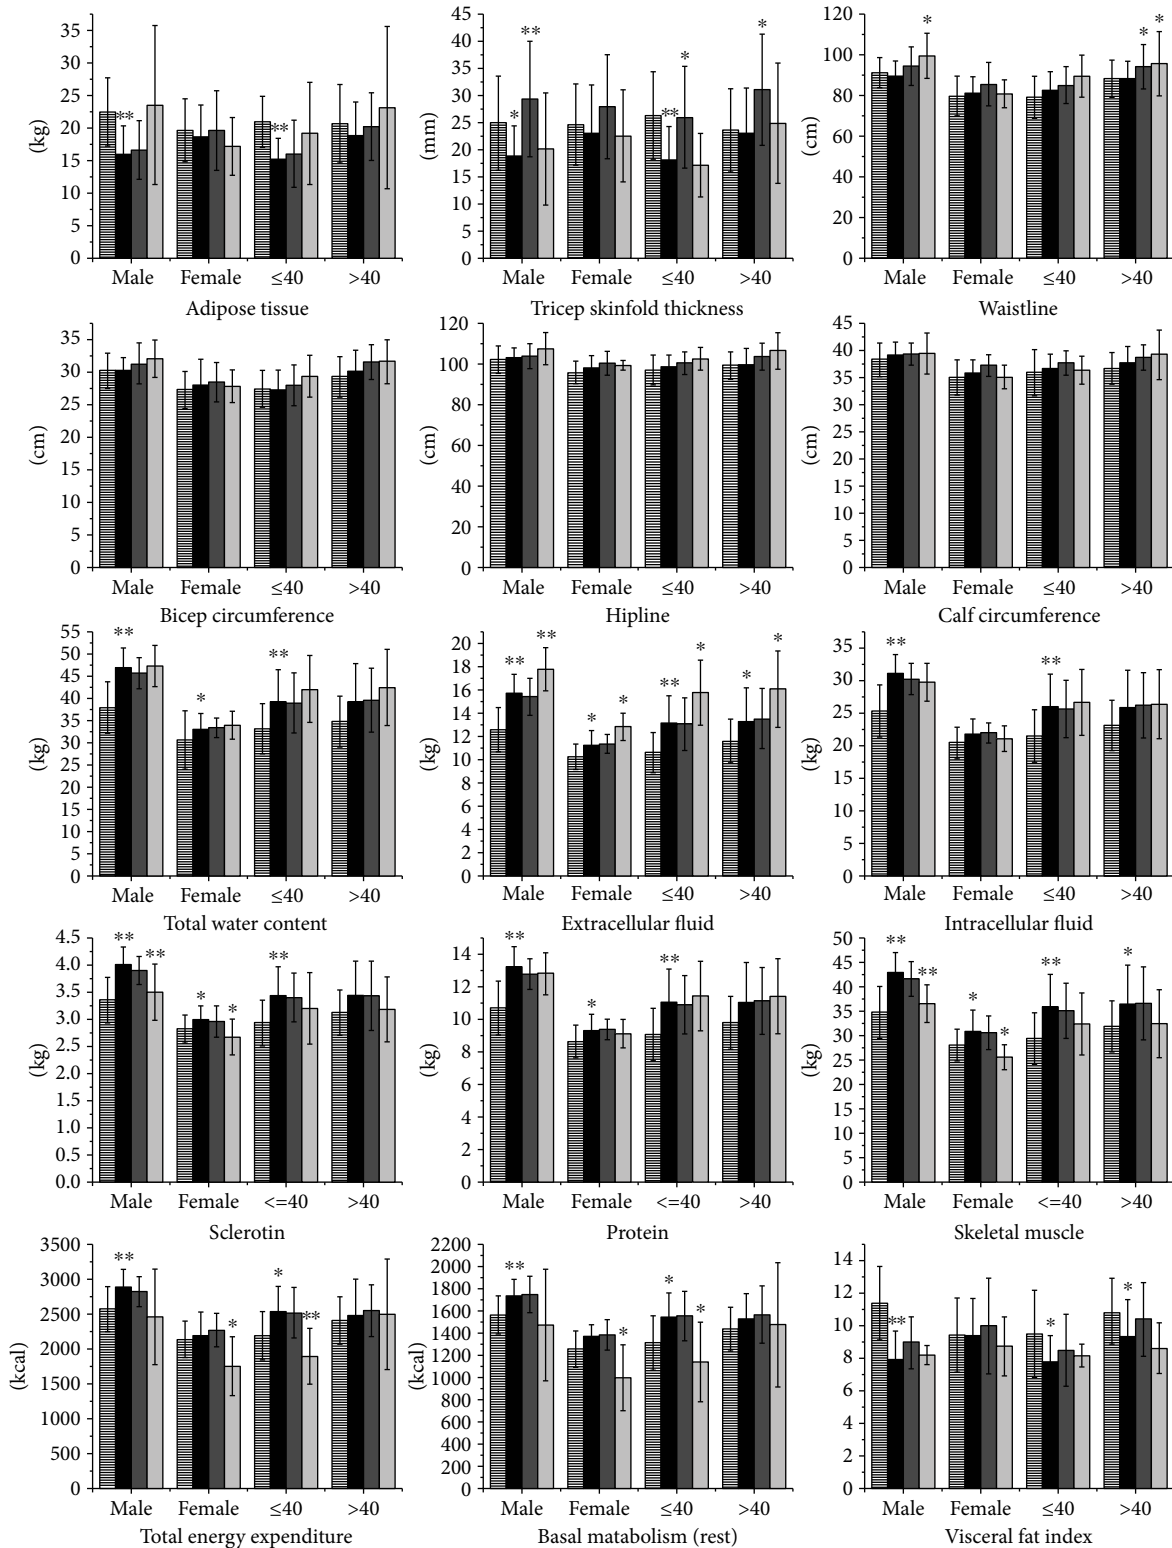 (kg)
35
30
25
20
15
10
5
0
** **
Male Female ≤40 >40
Adipose tissue
(mm)
45
40
35
30
25
20
15
10
5
0
* ** ** * *
Male Female ≤40 >40
Tricep skinfold thickness
(cm)
120
100
80
60
40
20
0
* * *
Male Female ≤40 >40
Waistline
(cm)
35
30
25
20
15
10
5
0
Male Female ≤40 >40
Bicep circumference
(cm)
120
100
80
60
40
20
0
Male Female ≤40 >40
Hipline
(cm)
45
40
35
30
25
20
15
10
5
0
Male Female ≤40 >40
Calf circumference
(kg)
55
50
45
40
35
30
25
20
15
10
5
0
** * **
Male Female ≤40 >40
Total water content
(kg)
20
18
16
14
12
10
8
6
4
2
0
** ** * * ** * * *
Male Female ≤40 >40
Extracellular fluid
(kg)
35
30
25
20
15
10
5
0
** **
Male Female ≤40 >40
Intracellular fluid
(kg)
4.5
4.0
3.5
3.0
2.5
2.0
1.5
1.0
0.5
0.0
** ** * * **
Male Female <=40 >40
Sclerotin
(kg)
14
12
10
8
6
4
2
0
** * **
Male Female <=40 >40
Protein
(kg)
50
45
40
35
30
25
20
15
10
5
0
** ** * * ** *
Male Female <=40 >40
Skeletal muscle
(kcal)
3500
3000
2500
2000
1500
1000
500
0
** * * **
Male Female ≤40 >40
Total energy expenditure
(kcal)
2200
2000
1800
1600
1400
1200
1000
800
600
400
200
0
** * * *
Male Female ≤40 >40
Basal metabolism (rest)
14
12
10
8
6
4
2
0
** * *
Male Female ≤40 >40
Visceral fat index